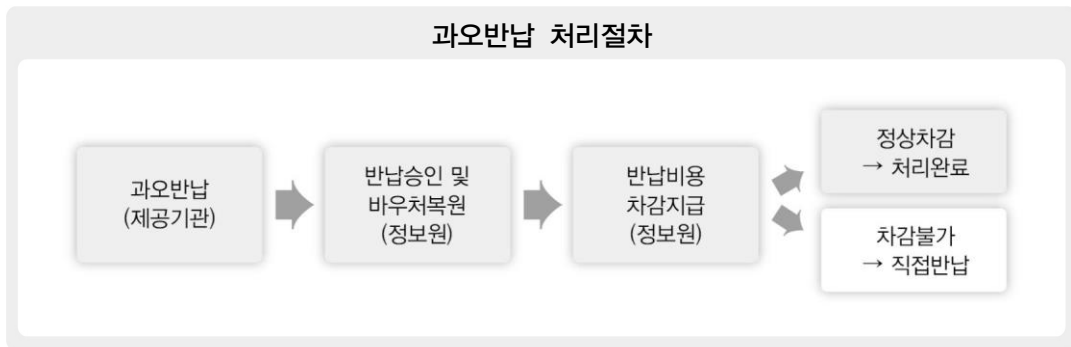 과오반납 처리절차
과오반납
(제공기관)
반납승인 및
바우처복원
(정보원)
반납비용
차감지급
(정보원)
정상차감
→ 처리완료
차감불가
→ 직접반납